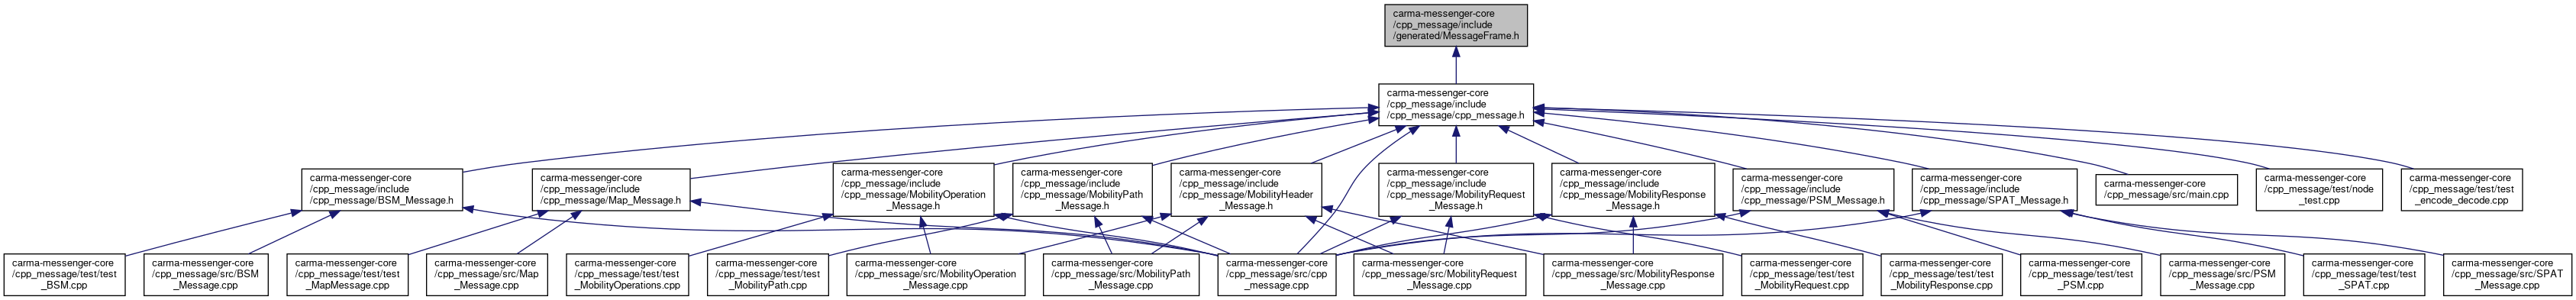 carma-messenger-core
/cpp_message/include
/generated/MessageFrame.h
carma-messenger-core
/cpp_message/include
/cpp_message/cpp_message.h
carma-messenger-core
/cpp_message/include
/cpp_message/BSM_Message.h
carma-messenger-core
/cpp_message/include
/cpp_message/Map_Message.h
carma-messenger-core
/cpp_message/include
/cpp_message/MobilityOperation
_Message.h
carma-messenger-core
/cpp_message/include
/cpp_message/MobilityPath
_Message.h
carma-messenger-core
/cpp_message/include
/cpp_message/MobilityHeader
_Message.h
carma-messenger-core
/cpp_message/include
/cpp_message/MobilityRequest
_Message.h
carma-messenger-core
/cpp_message/include
/cpp_message/MobilityResponse
_Message.h
carma-messenger-core
/cpp_message/include
/cpp_message/PSM_Message.h
carma-messenger-core
/cpp_message/include
/cpp_message/SPAT_Message.h
carma-messenger-core
/cpp_message/src/main.cpp
carma-messenger-core
/cpp_message/test/node
_test.cpp
carma-messenger-core
/cpp_message/test/test
_encode_decode.cpp
carma-messenger-core
/cpp_message/test/test
_BSM.cpp
carma-messenger-core
/cpp_message/src/BSM
_Message.cpp
carma-messenger-core
/cpp_message/test/test
_MapMessage.cpp
carma-messenger-core
/cpp_message/src/Map
_Message.cpp
carma-messenger-core
/cpp_message/test/test
_MobilityOperations.cpp
carma-messenger-core
/cpp_message/test/test
_MobilityPath.cpp
carma-messenger-core
/cpp_message/src/MobilityOperation
_Message.cpp
carma-messenger-core
/cpp_message/src/MobilityPath
_Message.cpp
carma-messenger-core
/cpp_message/src/cpp
_message.cpp
carma-messenger-core
/cpp_message/src/MobilityRequest
_Message.cpp
carma-messenger-core
/cpp_message/src/MobilityResponse
_Message.cpp
carma-messenger-core
/cpp_message/test/test
_MobilityRequest.cpp
carma-messenger-core
/cpp_message/test/test
_MobilityResponse.cpp
carma-messenger-core
/cpp_message/test/test
_PSM.cpp
carma-messenger-core
/cpp_message/src/PSM
_Message.cpp
carma-messenger-core
/cpp_message/test/test
_SPAT.cpp
carma-messenger-core
/cpp_message/src/SPAT
_Message.cpp